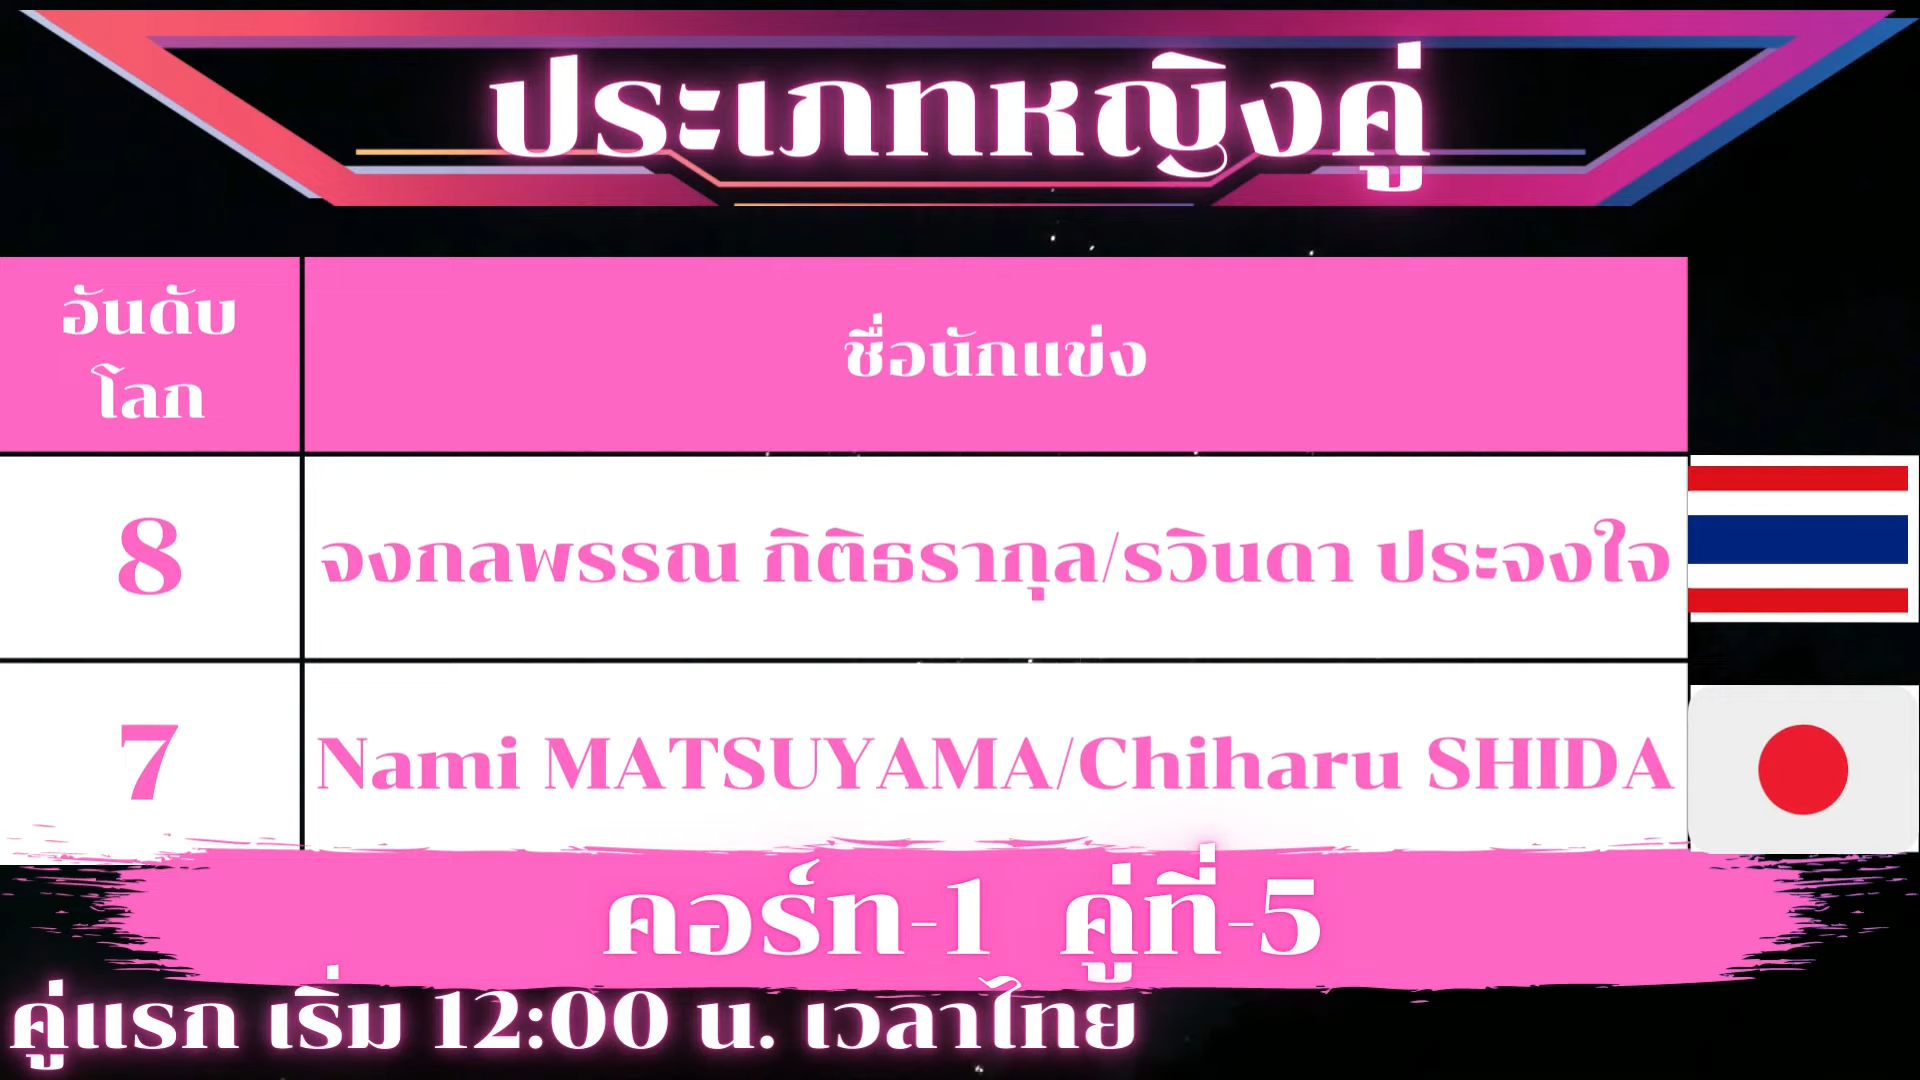 ประเภทหญิงคู่
อันดับ
โลก
ชื่อนักแข่ง
8
จงกลพรรณ กิติธรากุล/รวินดา ประจงใจ
7
Nami MATSUYAMA/Chiharu SHIDA
คอร์ท-1 คู่ที่-5
คู่แรก เริ่ม 12:00 น. เวลาไทย